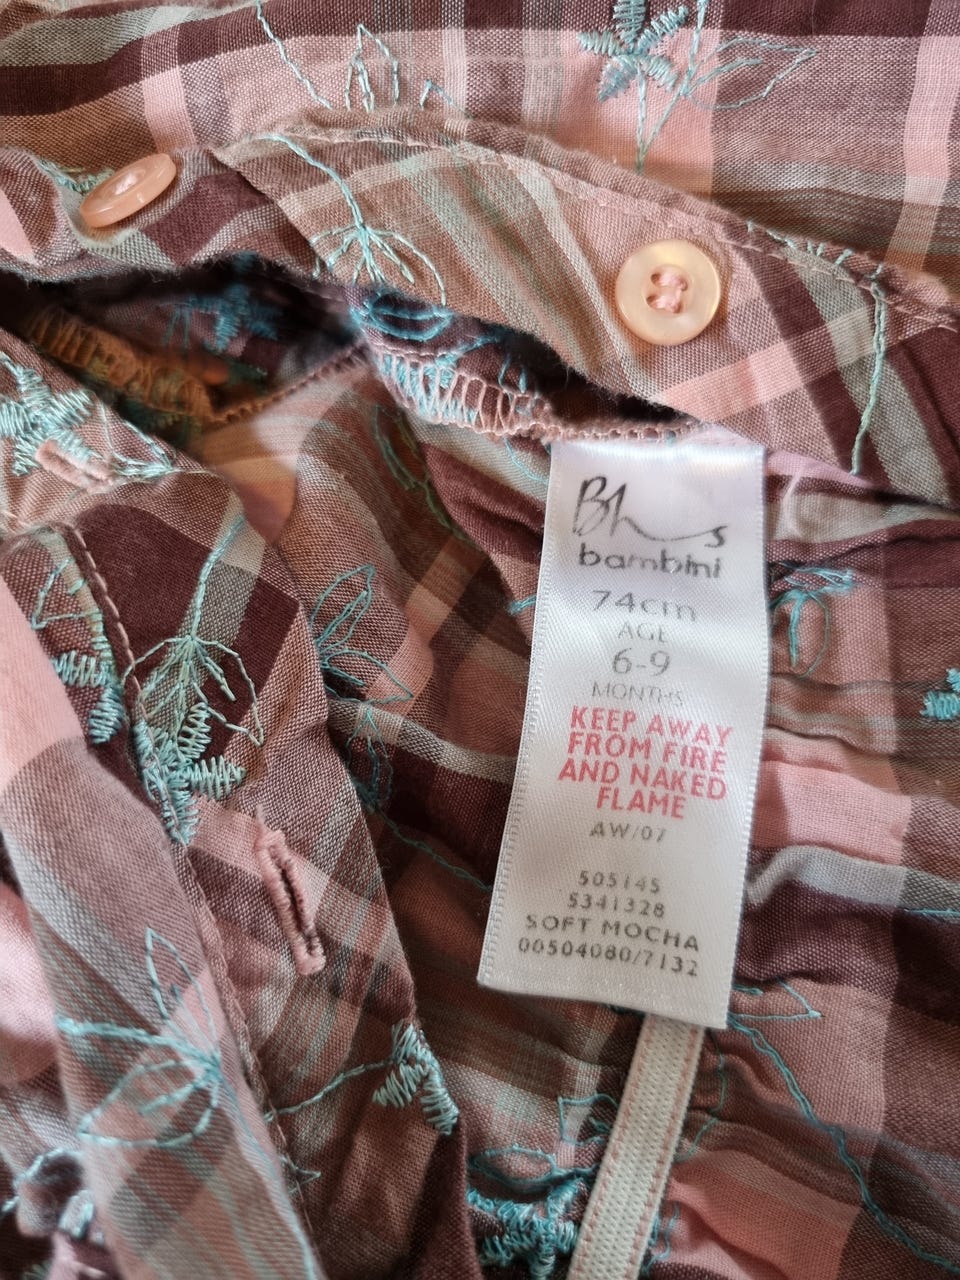 Bhs
bambini
74cm
AGE
6-9
MONTHS
KEEP AWAY
FROM FIRE
AND NAKED
FLAME
AW/07
505145
5341328
SOFT MOCHA
00504080/7132